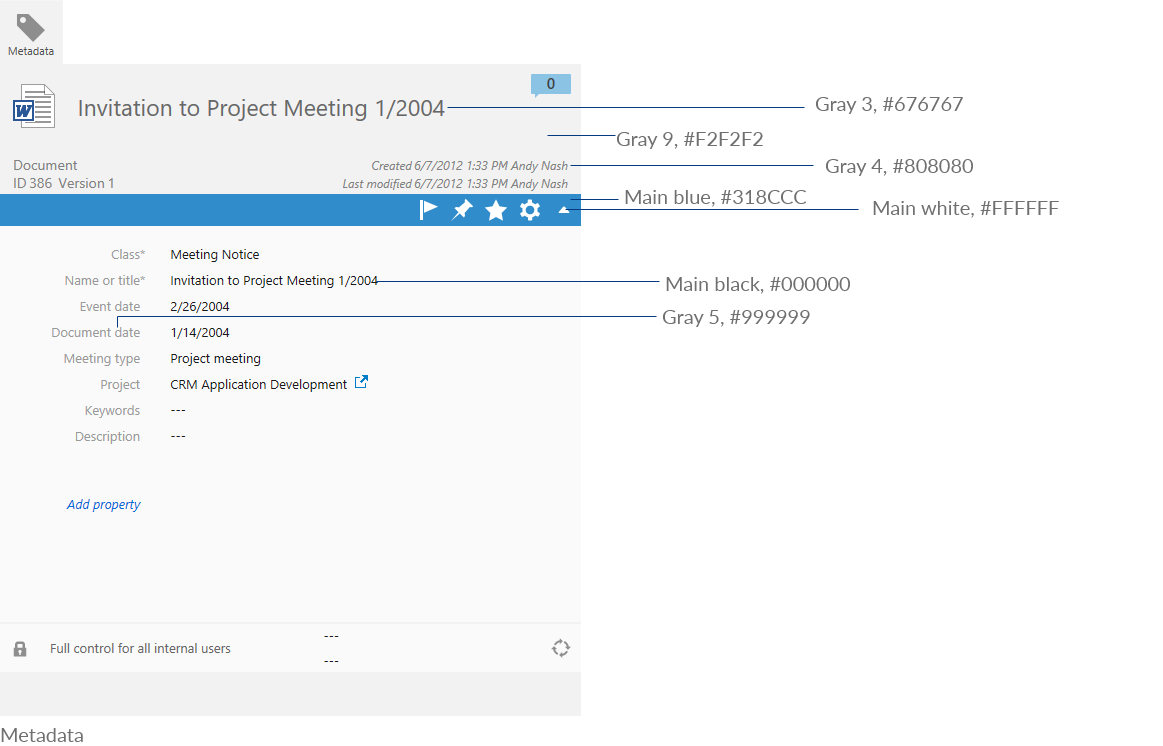 Metadata
0
W
Invitation to Project Meeting 1/2004
Gray 3, #676767
Gray 9, #F2F2F2
Document
Created 6/7/2012 1:33 PM Andy Nash
Gray 4, #808080
ID 386 Version 1
Last modified 6/7/2012 1:33 PM Andy Nash
Main blue, #318CCC
Main white, #FFFFFF
Class* Meeting Notice
Name or title* Invitation to Project Meeting 1/2004
Main black, #000000
Event date 2/26/2004
Gray 5, #999999
Document date 1/14/2004
Meeting type Project meeting
Project CRM Application Development
Keywords ---
Description ---
Add property
---
Full control for all internal users
---
Metadata